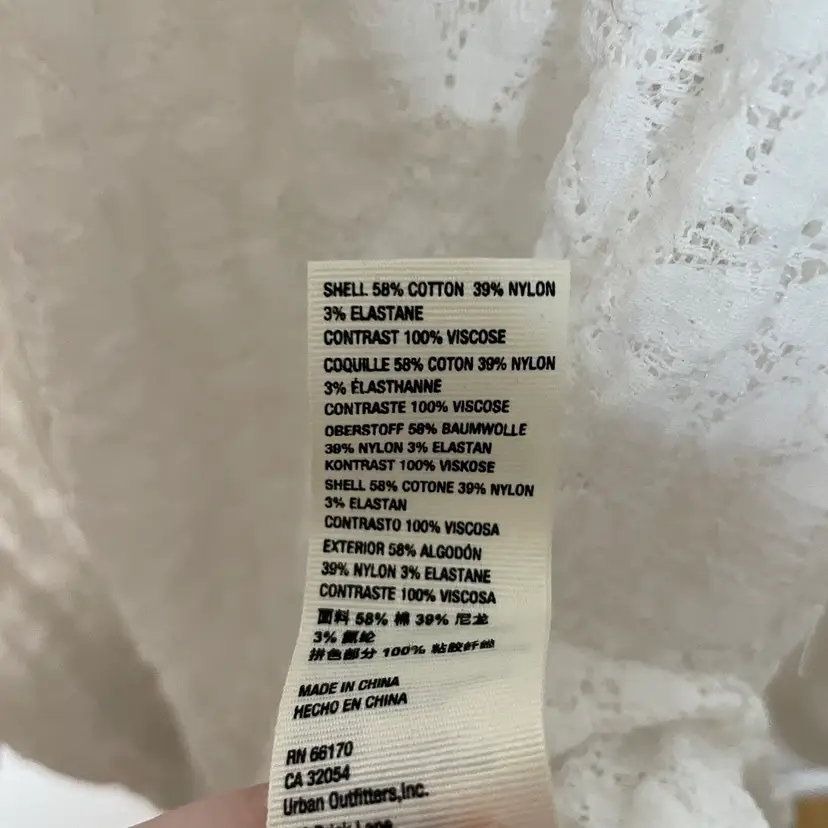 SHELL 58% COTTON 39% NYLON
3% ELASTANE
CONTRAST 100% VISCOSE
COQUILLE 58% COTON 39% NYLON
3% ÉLASTHANNE
CONTRASTE 100% VISCOSE
OBERSTOFF 58% BAUMWOLLE
39% NYLON 3% ELASTAN
KONTRAST 100% VISKOSE
SHELL 58% COTONE 39% NYLON
3% ELASTAN
CONTRASTO 100% VISCOSA
EXTERIOR 58% ALGODÓN
39% NYLON 3% ELASTANE
CONTRASTE 100% VISCOSA
面料 58% 棉 39% 尼龙
3% 氨纶
拼色部分 100% 粘胶纤维
MADE IN CHINA
HECHO EN CHINA
RN 66170
CA 32054
Urban Outfitters,Inc.
Brick Lane